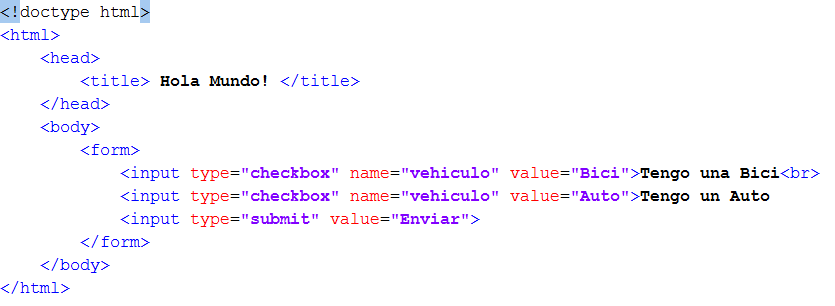 <!doctype html>
<html>
    <head>
        <title> Hola Mundo! </title>
    </head>
    <body>
        <form>
            <input type="checkbox" name="vehiculo" value="Bici">Tengo una Bici<br>
            <input type="checkbox" name="vehiculo" value="Auto">Tengo un Auto
            <input type="submit" value="Enviar">
        </form>
    </body>
</html>